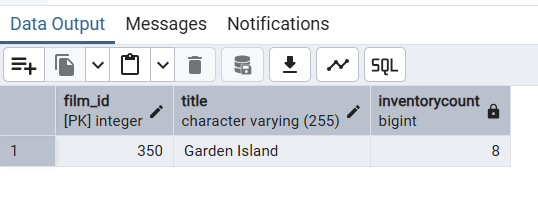 Data Output Messages Notifications
SQL
film_id title inventorycount
[PK] integer character varying (255) bigint
1 350 Garden Island 8